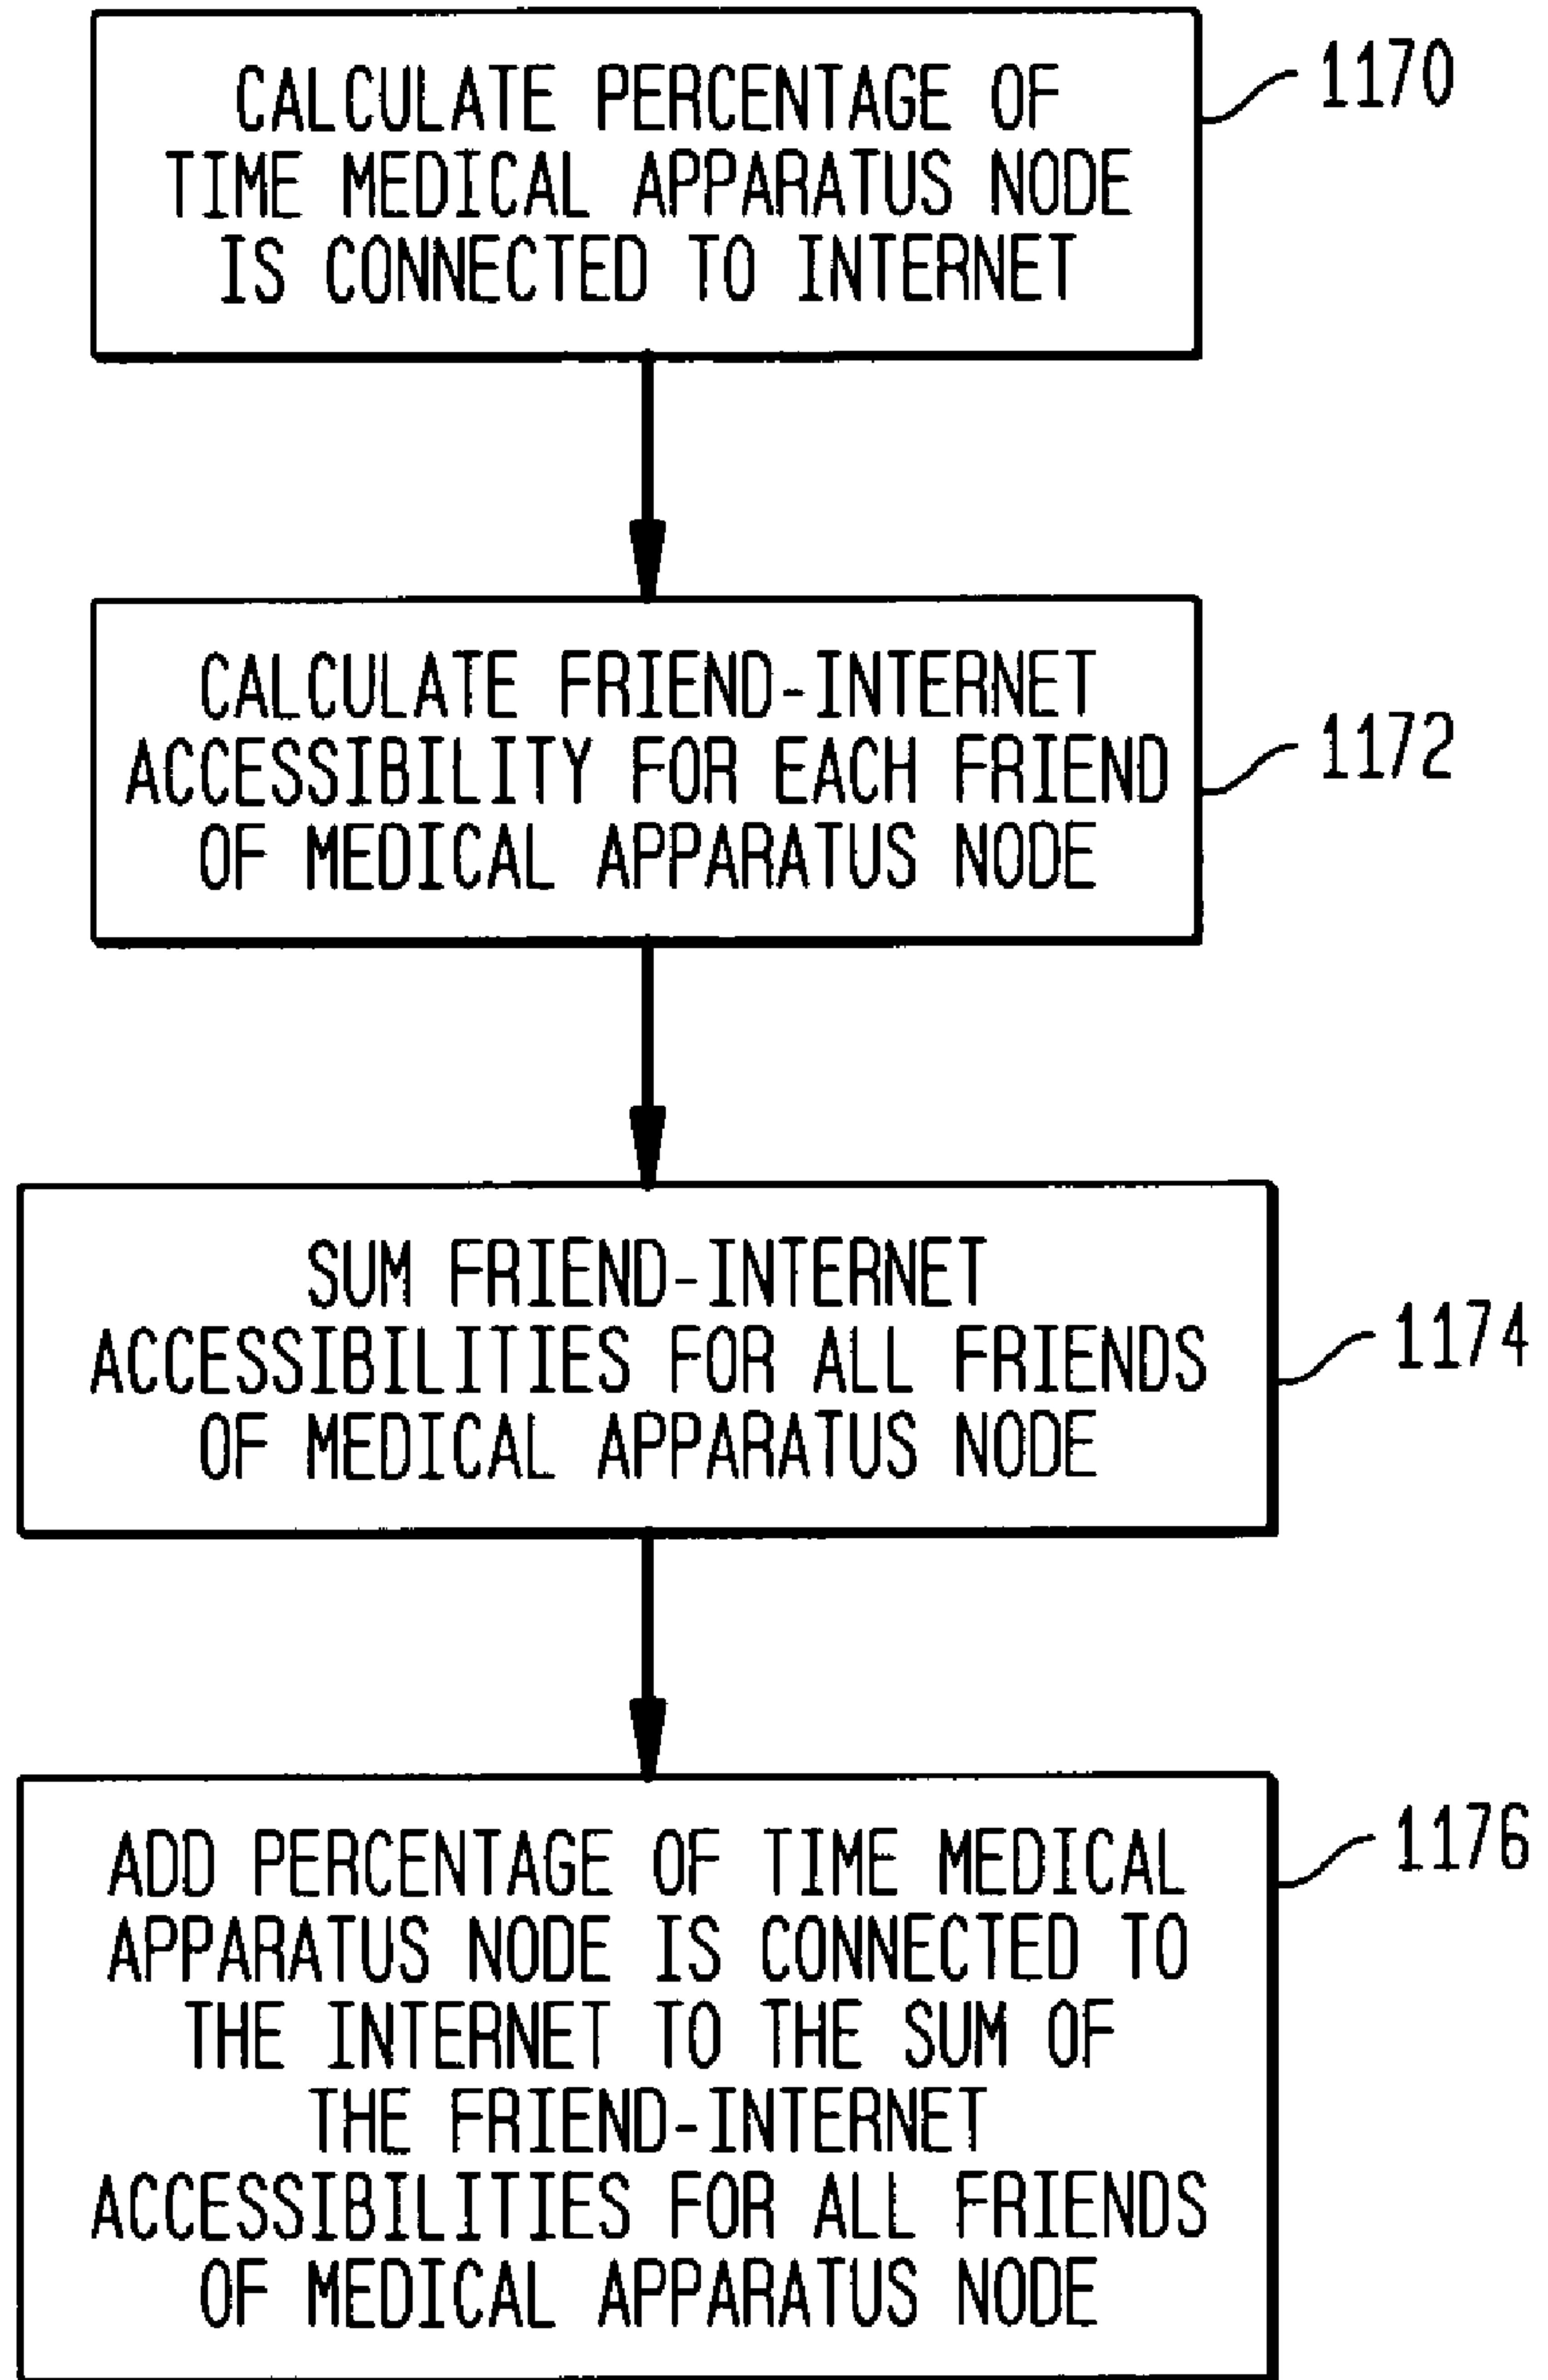 CALCULATE PERCENTAGE OF
TIME MEDICAL APPARATUS NODE
IS CONNECTED TO INTERNET
1170
CALCULATE FRIEND-INTERNET
ACCESSIBILITY FOR EACH FRIEND
OF MEDICAL APPARATUS NODE
1172
SUM FRIEND-INTERNET
ACCESSIBILITIES FOR ALL FRIENDS
OF MEDICAL APPARATUS NODE
1174
ADD PERCENTAGE OF TIME MEDICAL
APPARATUS NODE IS CONNECTED TO
THE INTERNET TO THE SUM OF
THE FRIEND-INTERNET
ACCESSIBILITIES FOR ALL FRIENDS
OF MEDICAL APPARATUS NODE
1176